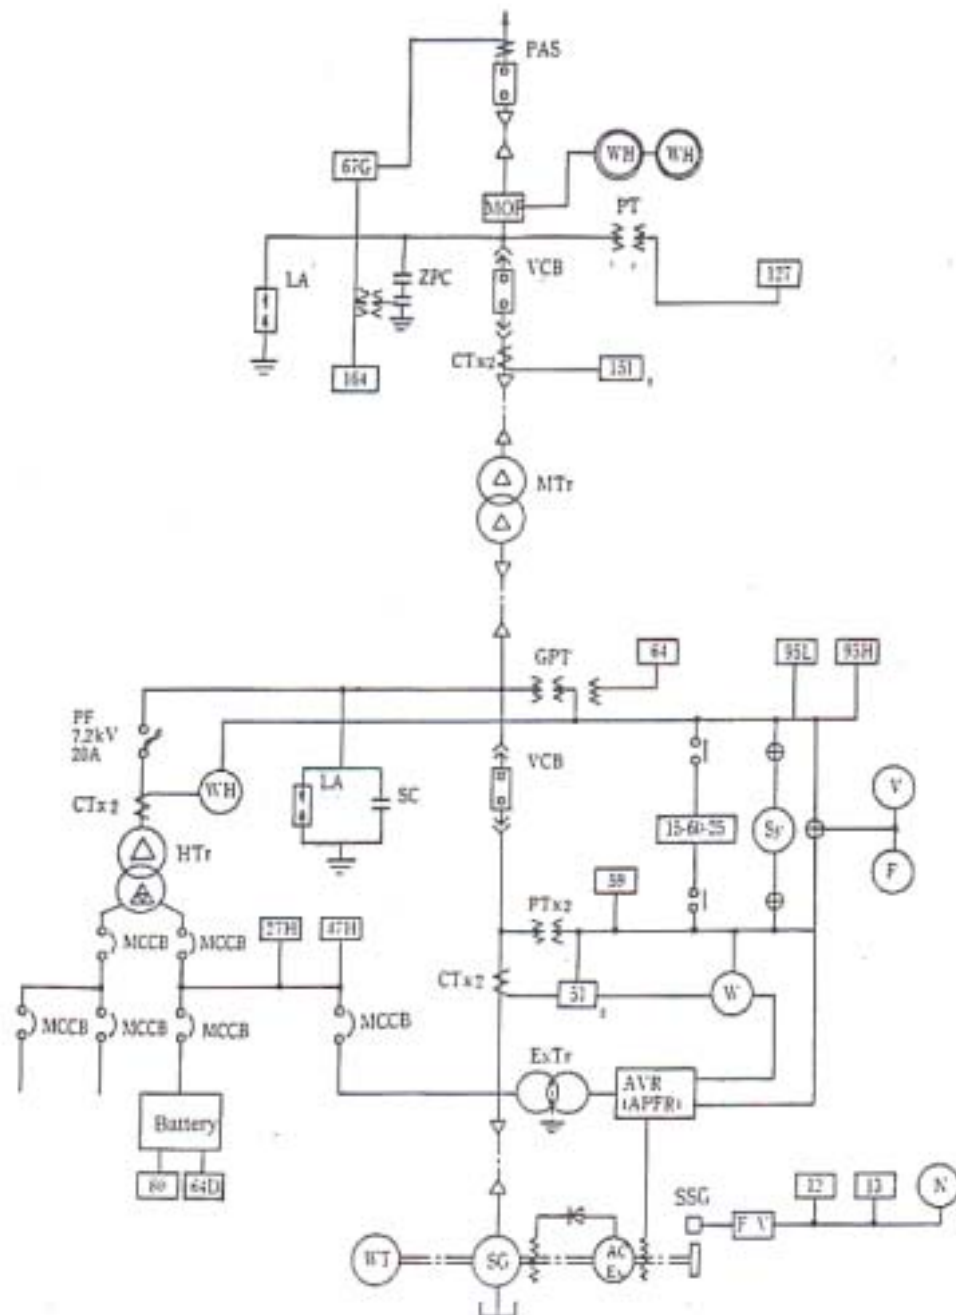 PAS
67G
WH WH
MOF
PT
LA
ZPC
VCB
127
CTx2
164
151
MTr
64
95L
95H
GPT
PF
7.2kV
20A
VCB
WH
LA
SC
V
CTx2
15-60-25
Sy
HTr
F
59
PTx2
27H
47H
MCCB
MCCB
CTx2
51
W
MCCB
MCCB
MCCB
MCCB
ExTr
AVR
(APFR)
Battery
80
64D
SSG
12
13
N
F V
WT
SG
AC
Ex